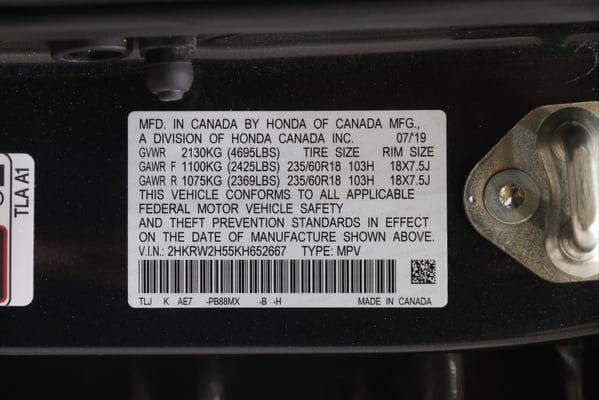 MFD. IN CANADA BY HONDA OF CANADA MFG.,
A DIVISION OF HONDA CANADA INC. 07/19
GVWR 2130KG (4695LBS) TIRE SIZE RIM SIZE
GAWR F 1100KG (2425LBS) 235/60R18 103H 18X7.5J
GAWR R 1075KG (2369LBS) 235/60R18 103H 18X7.5J
THIS VEHICLE CONFORMS TO ALL APPLICABLE
FEDERAL MOTOR VEHICLE SAFETY
AND THEFT PREVENTION STANDARDS IN EFFECT
ON THE DATE OF MANUFACTURE SHOWN ABOVE.
V.I.N.: 2HKRW2H55KH652667 TYPE: MPV
TLJ K AE7 -PB88MX -B -H MADE IN CANADA
TLA A1